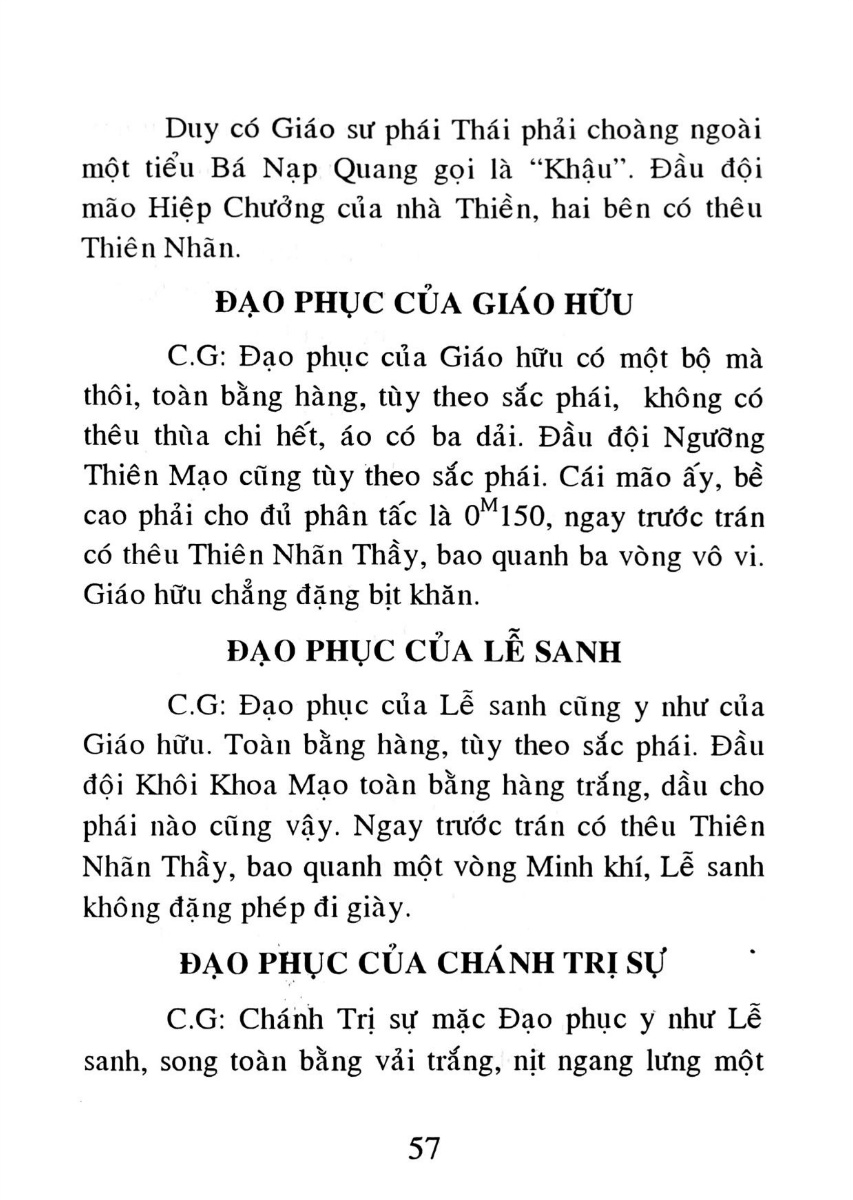 Duy có Giáo sư phái Thái phải choàng ngoài
một tiểu Bá Nạp Quang gọi là “Khậu”. Đầu đội
mão Hiệp Chưởng của nhà Thiền, hai bên có thêu
Thiên Nhãn.
ĐẠO PHỤC CỦA GIÁO HỮU
C.G: Đạo phục của Giáo hữu có một bộ mà
thôi, toàn bằng hàng, tùy theo sắc phái, không có
thêu thùa chi hết, áo có ba dải. Đầu đội Ngưỡng
Thiên Mạo cũng tùy theo sắc phái. Cái mão ấy, bề
cao phải cho đủ phân tấc là 0ᴹ150, ngay trước trán
có thêu Thiên Nhãn Thầy, bao quanh ba vòng vô vi.
Giáo hữu chẳng đặng bịt khăn.
ĐẠO PHỤC CỦA LỄ SANH
C.G: Đạo phục của Lễ sanh cũng y như của
Giáo hữu. Toàn bằng hàng, tùy theo sắc phái. Đầu
đội Khôi Khoa Mạo toàn bằng hàng trắng, dầu cho
phái nào cũng vậy. Ngay trước trán có thêu Thiên
Nhãn Thầy, bao quanh một vòng Minh khí, Lễ sanh
không đặng phép đi giày.
ĐẠO PHỤC CỦA CHÁNH TRỊ SỰ
C.G: Chánh Trị sự mặc Đạo phục y như Lễ
sanh, song toàn bằng vải trắng, nịt ngang lưng một
57